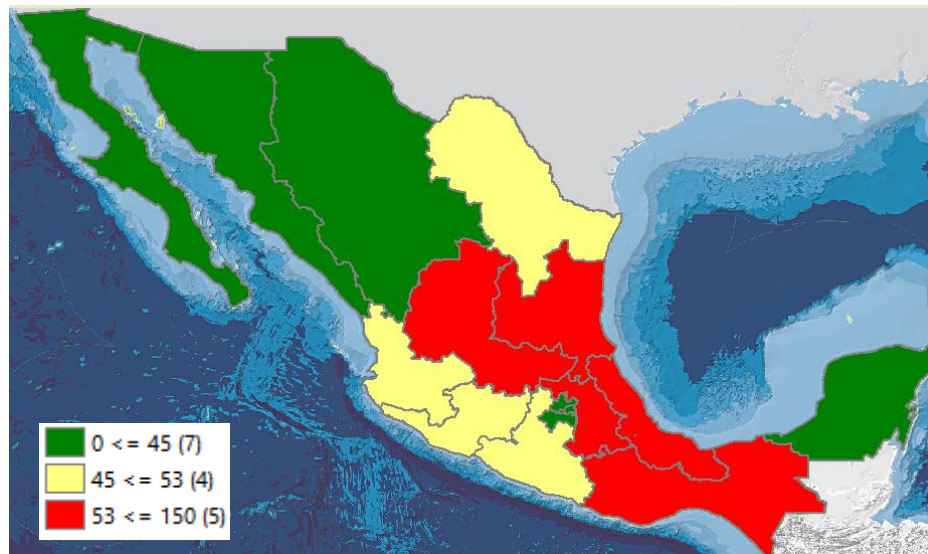 0 <= 45 (7)
45 <= 53 (4)
53 <= 150 (5)